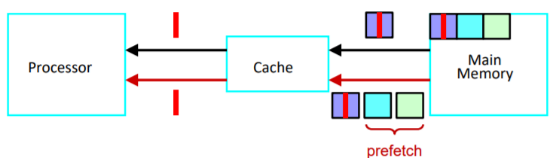 Processor
Cache
Main
Memory
prefetch